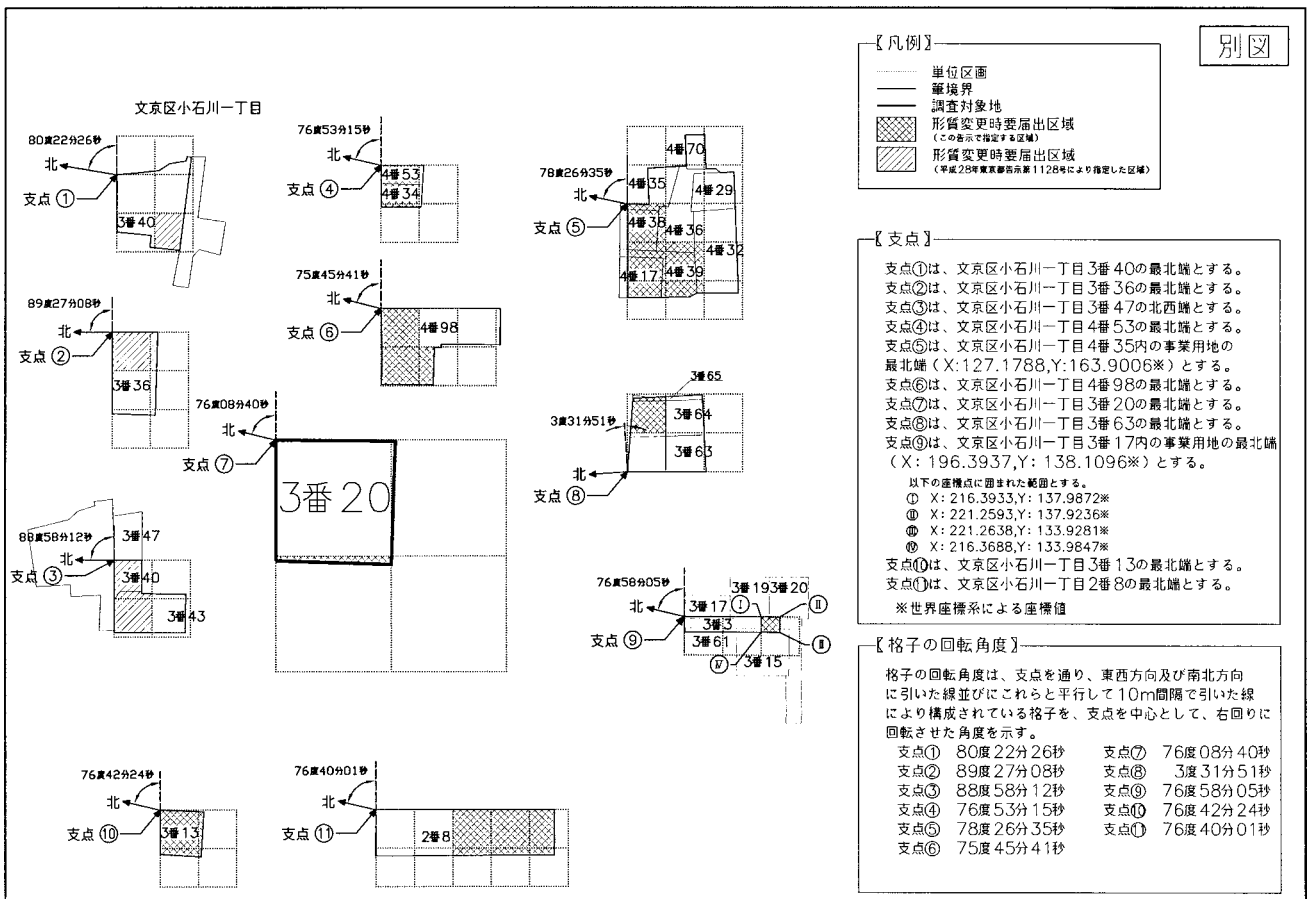 別図
文京区小石川一丁目
80度22分26秒
北
支点①
3番40
76度53分15秒
北
支点④
4番53
4番34
78度26分35秒
北
支点⑤
4番70
4番35
4番29
4番38
4番36
4番32
4番17
4番39
89度27分08秒
北
支点②
3番36
75度45分41秒
北
支点⑥
4番98
76度08分40秒
北
支点⑦
3番20
3番65
3度31分51秒
3番64
3番63
北
支点⑧
88度58分12秒
3番47
北
支点③
3番40
3番43
76度58分05秒
北
支点⑨
3番19 3番20
3番17
Ⅰ
Ⅱ
3番3
3番61
Ⅲ
Ⅳ
3番15
76度42分24秒
北
支点⑩
3番13
76度40分01秒
北
支点⑪
2番8
【凡例】
単位区画
筆境界
調査対象地
形質変更時要届出区域
(この告示で指定する区域)
形質変更時要届出区域
(平成28年東京都告示第1128号により指定した区域)
【支点】
支点①は、文京区小石川一丁目3番40の最北端とする。
支点②は、文京区小石川一丁目3番36の最北端とする。
支点③は、文京区小石川一丁目3番47の北西端とする。
支点④は、文京区小石川一丁目4番53の最北端とする。
支点⑤は、文京区小石川一丁目4番35内の事業用地の
最北端(X:127.1788,Y:163.9006※)とする。
支点⑥は、文京区小石川一丁目4番98の最北端とする。
支点⑦は、文京区小石川一丁目3番20の最北端とする。
支点⑧は、文京区小石川一丁目3番63の最北端とする。
支点⑨は、文京区小石川一丁目3番17内の事業用地の最北端
(X: 196.3937,Y: 138.1096※)とする。
以下の座標点に囲まれた範囲とする。
Ⅰ X: 216.3933,Y: 137.9872※
Ⅱ X: 221.2593,Y: 137.9236※
Ⅲ X: 221.2638,Y: 133.9281※
Ⅳ X: 216.3688,Y: 133.9847※
支点⑩は、文京区小石川一丁目3番13の最北端とする。
支点⑪は、文京区小石川一丁目2番8の最北端とする。
※世界座標系による座標値
【格子の回転角度】
格子の回転角度は、支点を通り、東西方向及び南北方向
に引いた線並びにこれらと平行して10m間隔で引いた線
により構成されている格子を、支点を中心として、右回りに
回転させた角度を示す。
支点① 80度22分26秒 支点⑦ 76度08分40秒
支点② 89度27分08秒 支点⑧ 3度31分51秒
支点③ 88度58分12秒 支点⑨ 76度58分05秒
支点④ 76度53分15秒 支点⑩ 76度42分24秒
支点⑤ 78度26分35秒 支点⑪ 76度40分01秒
支点⑥ 75度45分41秒